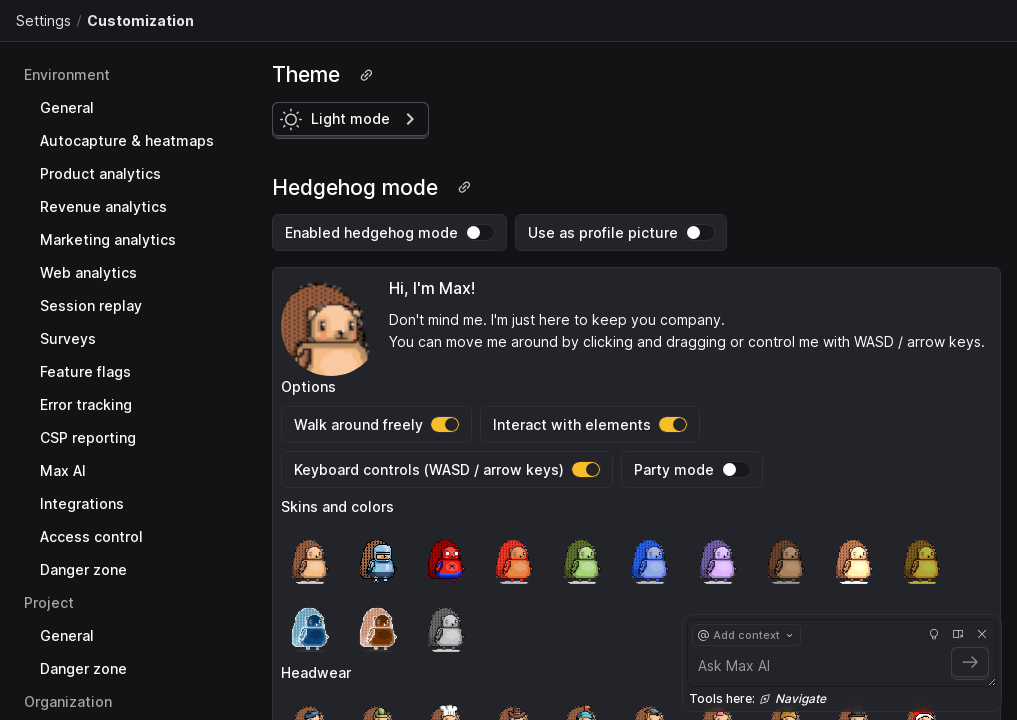 Settings / Customization
Environment
General
Autocapture & heatmaps
Product analytics
Revenue analytics
Marketing analytics
Web analytics
Session replay
Surveys
Feature flags
Error tracking
CSP reporting
Max AI
Integrations
Access control
Danger zone
Project
General
Danger zone
Organization
Theme
Light mode
Hedgehog mode
Enabled hedgehog mode
Use as profile picture
Hi, I'm Max!
Don't mind me. I'm just here to keep you company.
You can move me around by clicking and dragging or control me with WASD / arrow keys.
Options
Walk around freely
Interact with elements
Keyboard controls (WASD / arrow keys)
Party mode
Skins and colors
Headwear
@ Add context
Ask Max AI
Tools here: Navigate